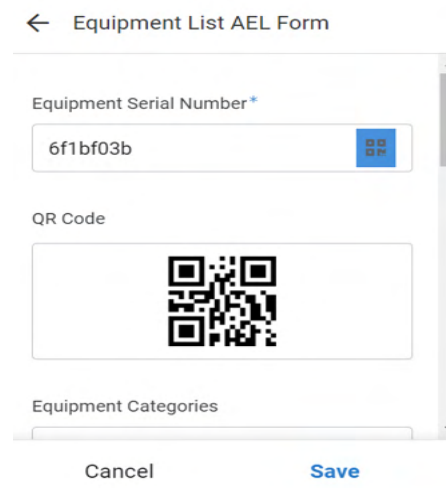 Equipment List AEL Form
Equipment Serial Number*
6f1bf03b
QR Code
Equipment Categories
Cancel Save